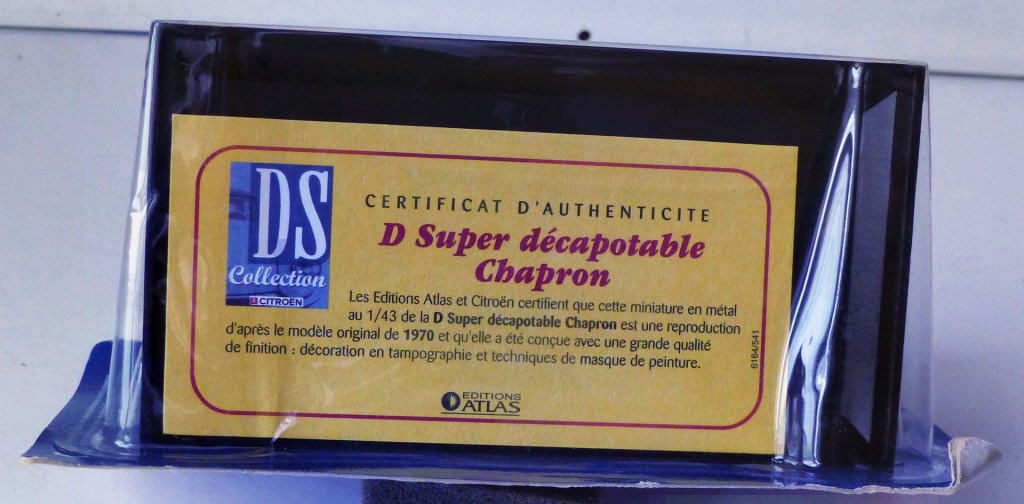 DS
Collection
CITROËN
CERTIFICAT D'AUTHENTICITE
D Super décapotable
Chapron
Les Editions Atlas et Citroën certifient que cette miniature en métal
au 1/43 de la D Super décapotable Chapron est une reproduction
d'après le modèle original de 1970 et qu'elle a été conçue avec une grande qualité
de finition : décoration en tampographie et techniques de masque de peinture.
6164/541
EDITIONS
ATLAS